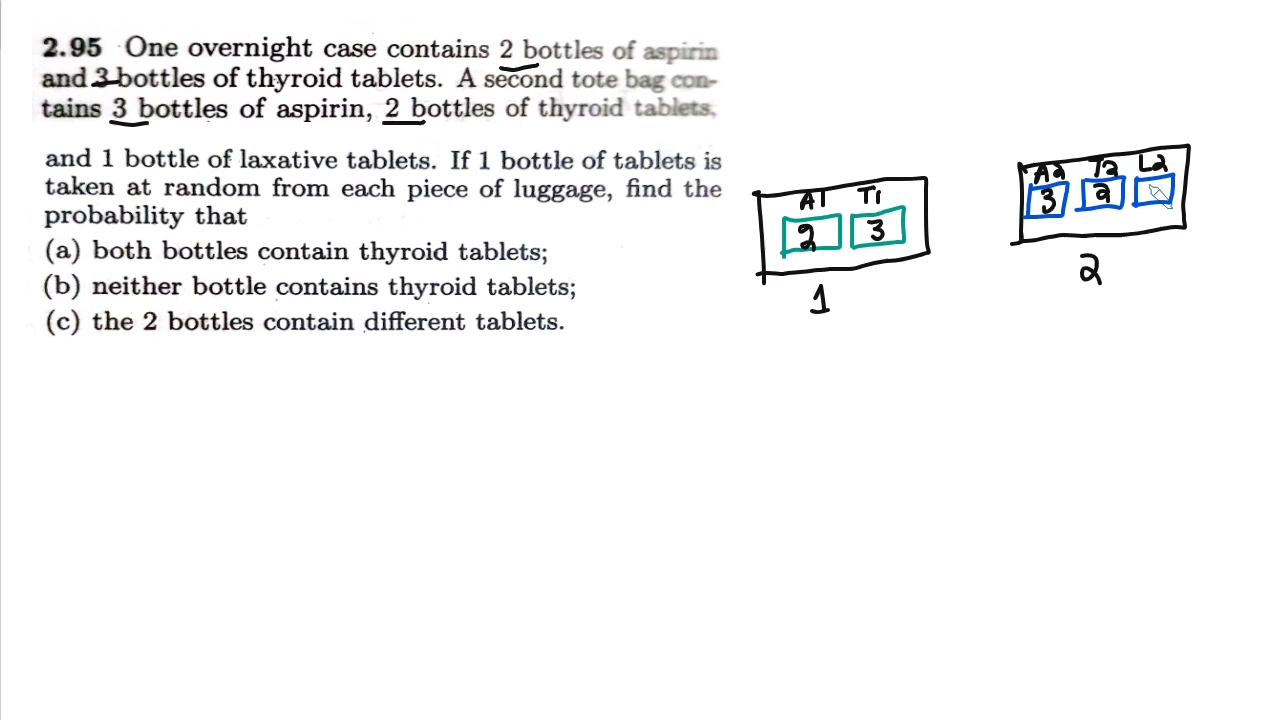 2.95 One overnight case contains 2 bottles of aspirin
and 3 bottles of thyroid tablets. A second tote bag con-
tains 3 bottles of aspirin, 2 bottles of thyroid tablets,
and 1 bottle of laxative tablets. If 1 bottle of tablets is
taken at random from each piece of luggage, find the
probability that
(a) both bottles contain thyroid tablets;
(b) neither bottle contains thyroid tablets;
(c) the 2 bottles contain different tablets.
A1 T1
2 3
1
A2 T2 L2
3 2
2